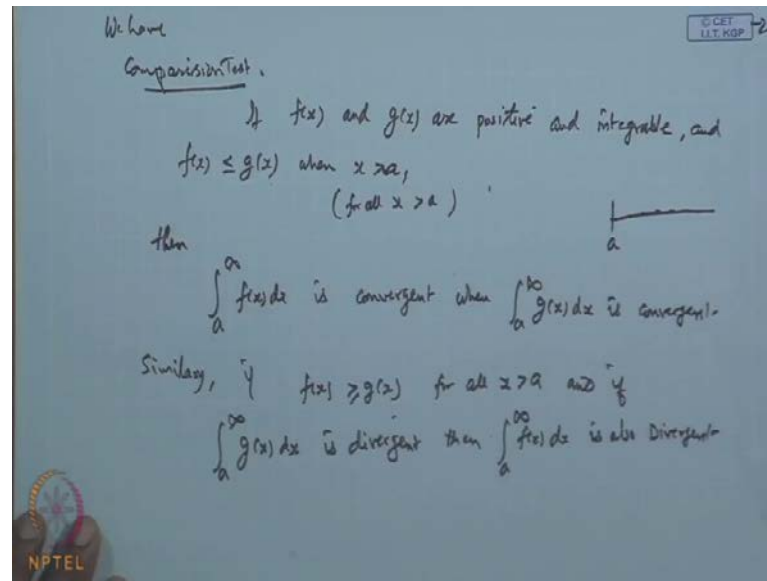 We have
© CET
I.I.T. KGP
Comparision Test.
If f(x) and g(x) are positive and integrable, and
f(x) ≤ g(x) when x > a,
(for all x > a)
a
then
∫_a^∞ f(x) dx is convergent when ∫_a^∞ g(x) dx is convergent.
Similary, if f(x) ≥ g(x) for all x > a and if
∫_a^∞ g(x) dx is divergent then ∫_a^∞ f(x) dx is also Divergent
NPTEL